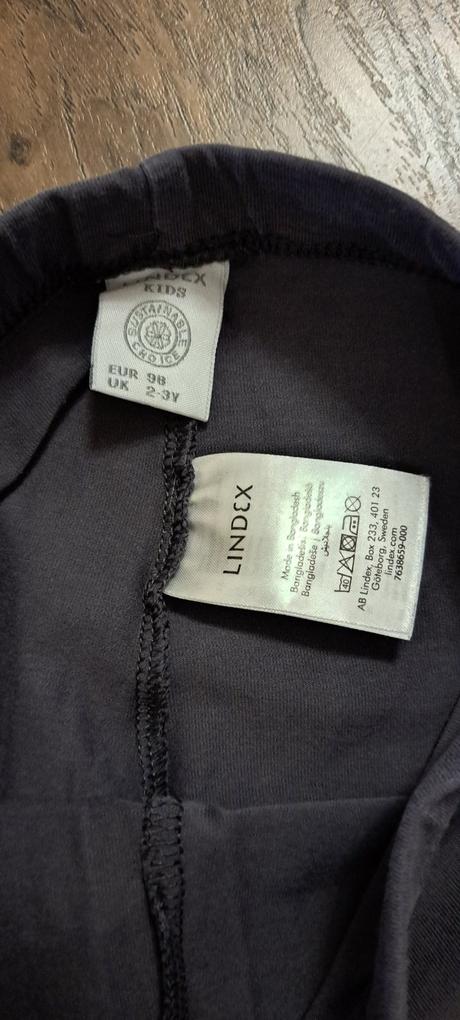 LINDEX
KIDS
SUSTAINABLE
CHOICE
EUR 98
UK 2-3Y
LINDEX
Made in Bangladesh
40
AB Lindex, Box 233, 401 23
Göteborg, Sweden
lindex.com
7638659-000